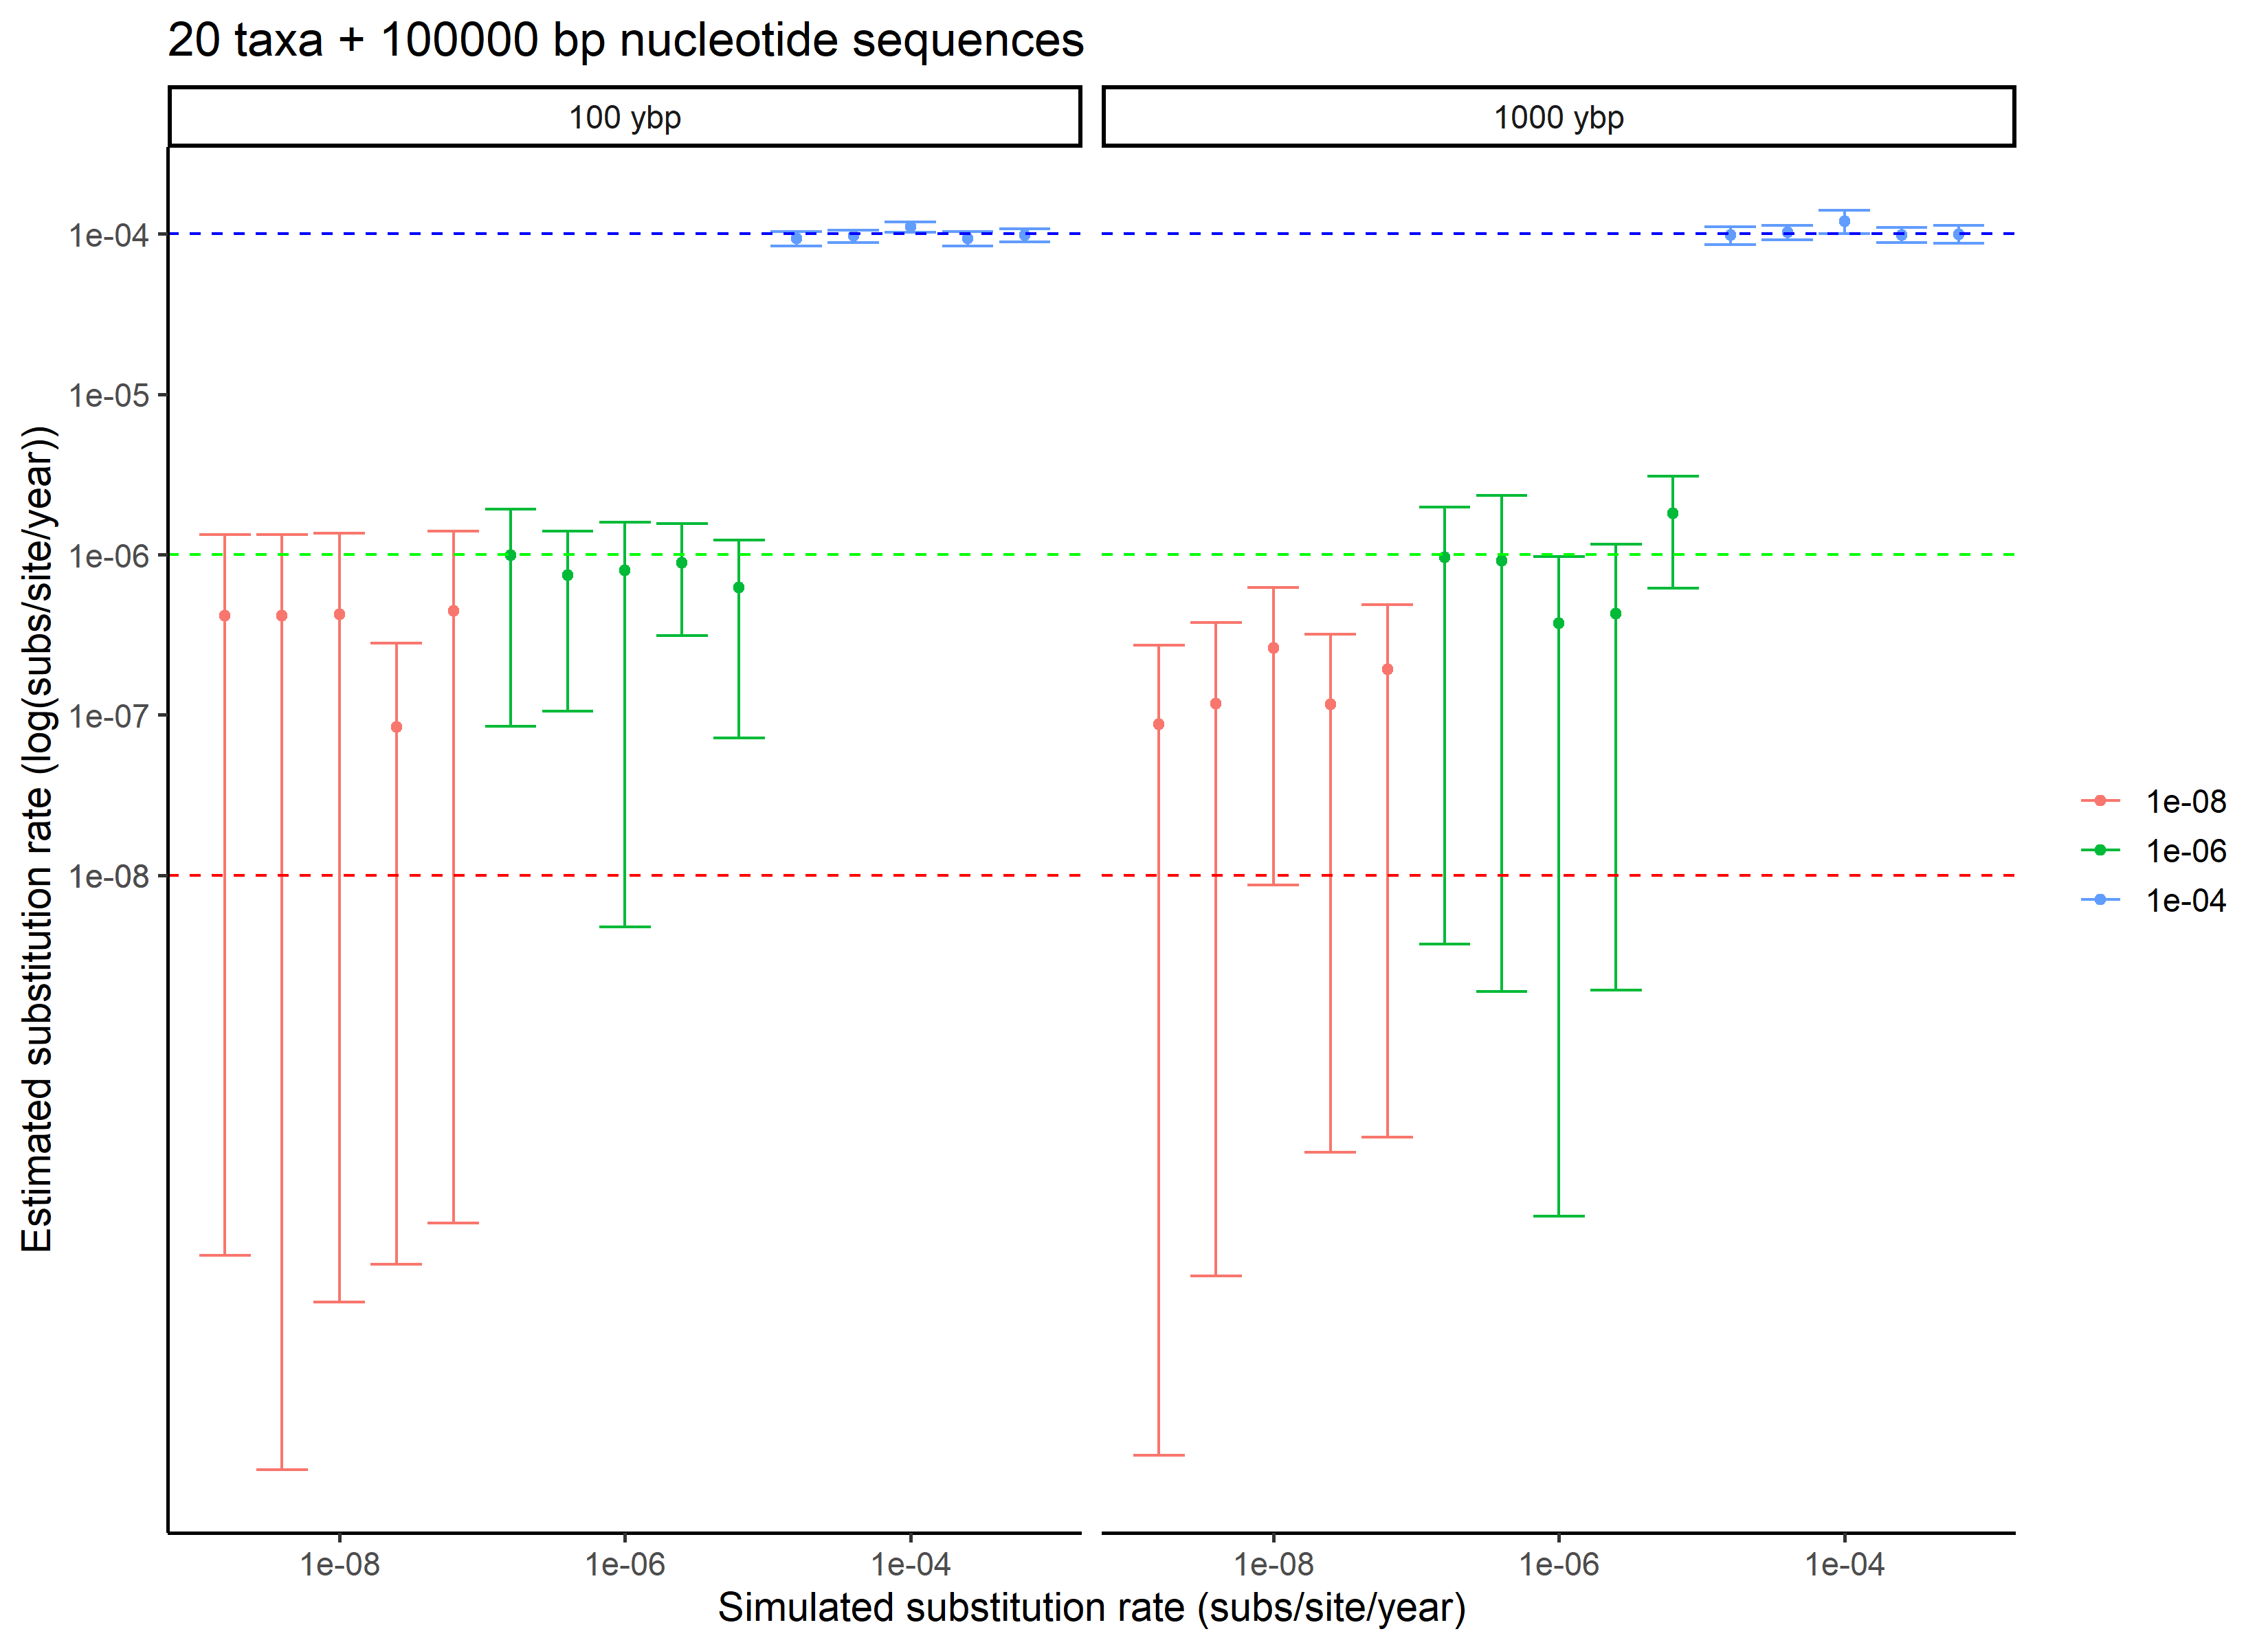 20 taxa + 100000 bp nucleotide sequences
100 ybp
1000 ybp
Estimated substitution rate (log(subs/site/year))
1e-04
1e-05
1e-06
1e-07
1e-08
1e-08
1e-06
1e-04
1e-08
1e-06
1e-04
1e-08
1e-06
1e-04
Simulated substitution rate (subs/site/year)